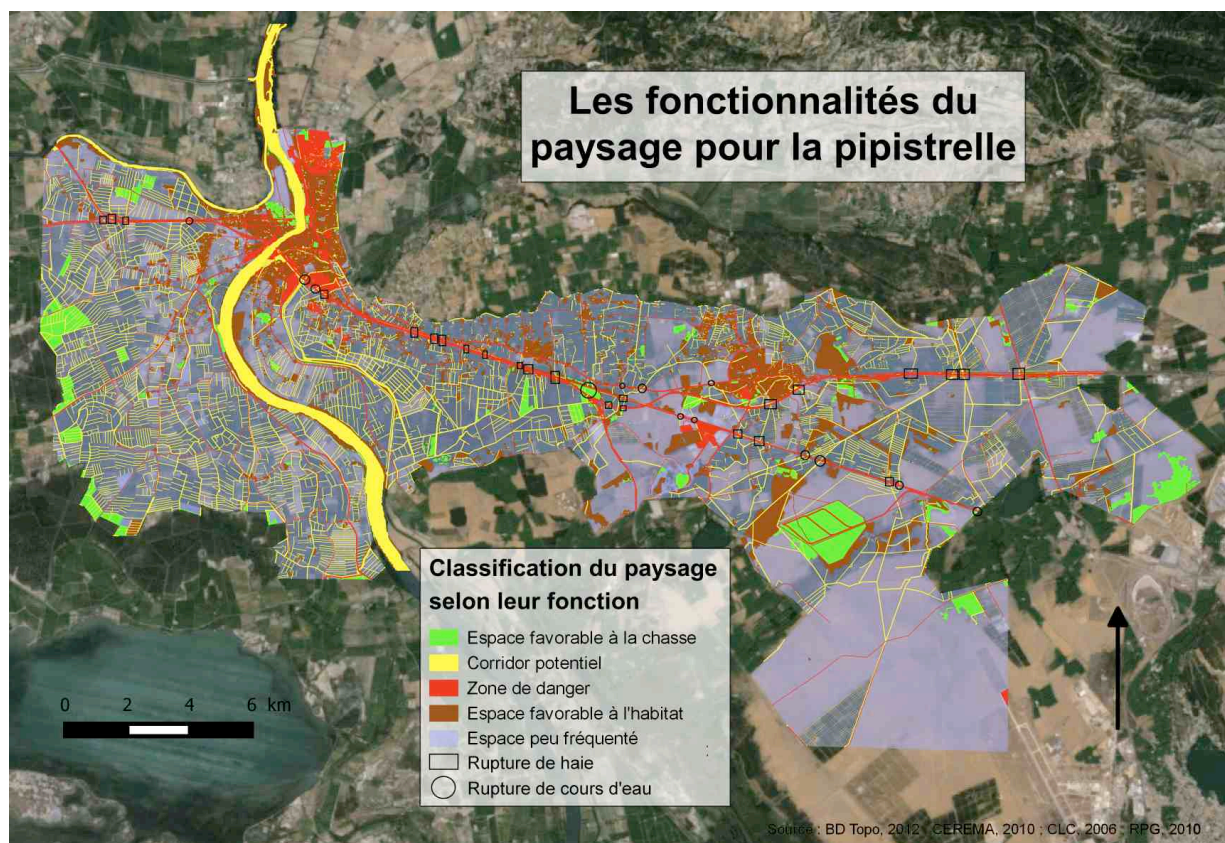 Les fonctionnalités du
paysage pour la pipistrelle
Classification du paysage
selon leur fonction
Espace favorable à la chasse
Corridor potentiel
Zone de danger
Espace favorable à l'habitat
Espace peu fréquenté
Rupture de haie
Rupture de cours d'eau
0 2 4 6 km
Source : BD Topo, 2012 ; CEREMA, 2010 ; CLC, 2006 ; RPG, 2010